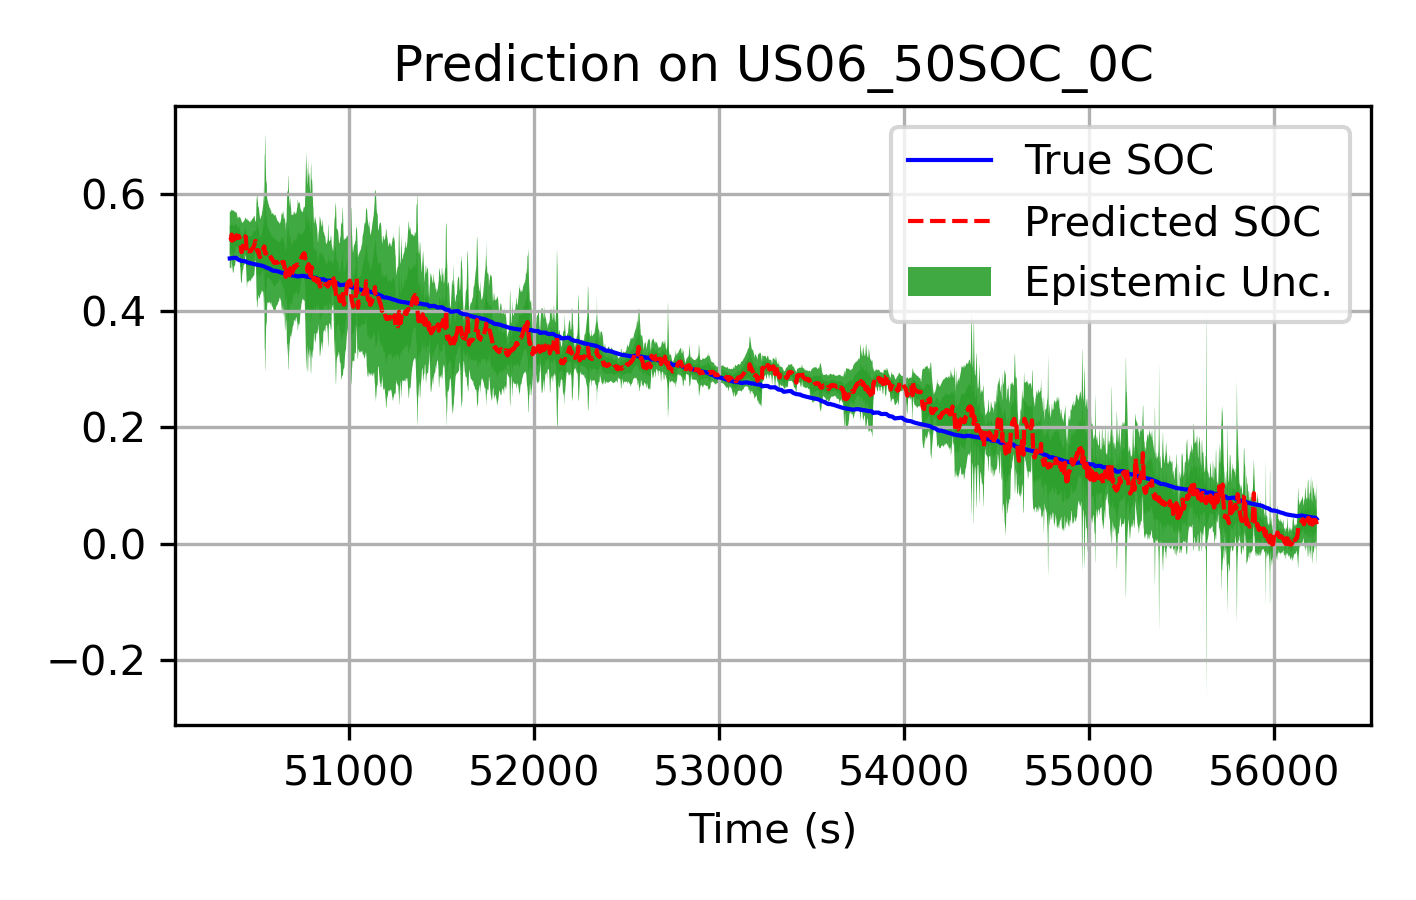 Prediction on US06_50SOC_0C
True SOC
Predicted SOC
Epistemic Unc.
0.6
0.4
0.2
0.0
−0.2
51000 52000 53000 54000 55000 56000
Time (s)